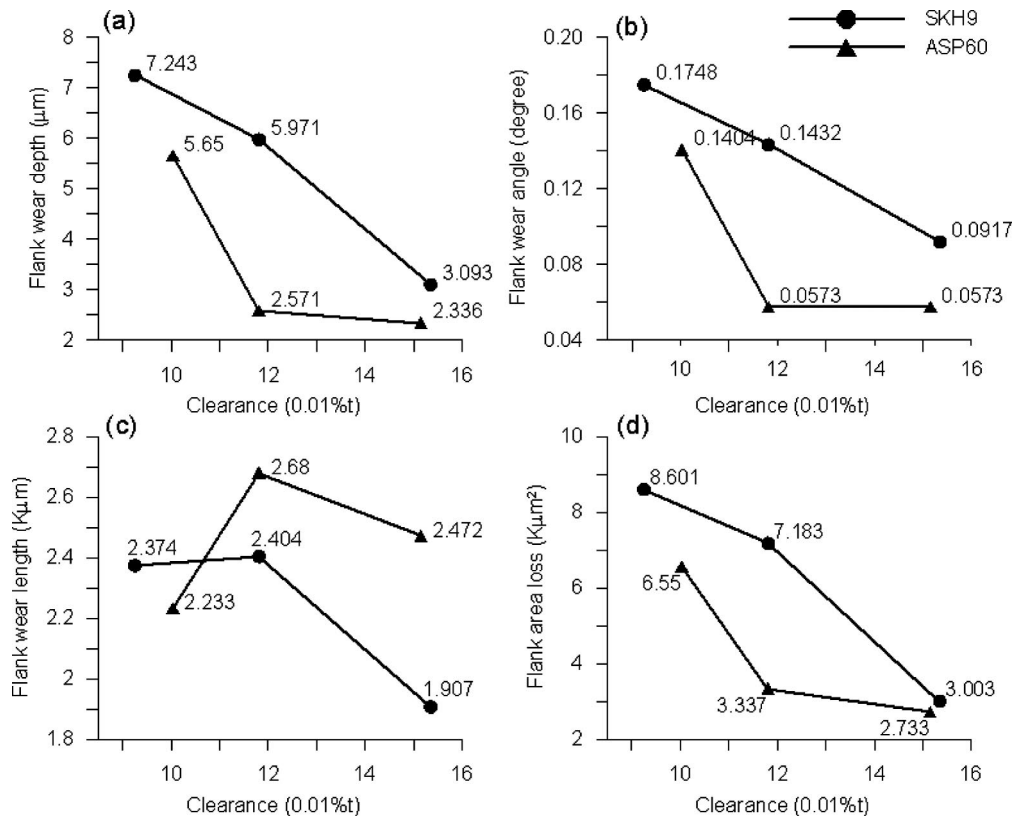 SKH9
ASP60
(a)
8
7
6
5
4
3
2
Flank wear depth (μm)
7.243
5.971
5.65
3.093
2.571
2.336
10 12 14 16
Clearance (0.01%t)
(b)
0.20
0.16
0.12
0.08
0.04
Flank wear angle (degree)
0.1748
0.1432
0.1404
0.0917
0.0573
0.0573
10 12 14 16
Clearance (0.01%t)
(c)
2.8
2.6
2.4
2.2
2
1.8
Flank wear length (Kμm)
2.68
2.472
2.374
2.404
2.233
1.907
10 12 14 16
Clearance (0.01%t)
(d)
10
8
6
4
2
Flank area loss (Kμm²)
8.601
7.183
6.55
3.337
3.003
2.733
10 12 14 16
Clearance (0.01%t)